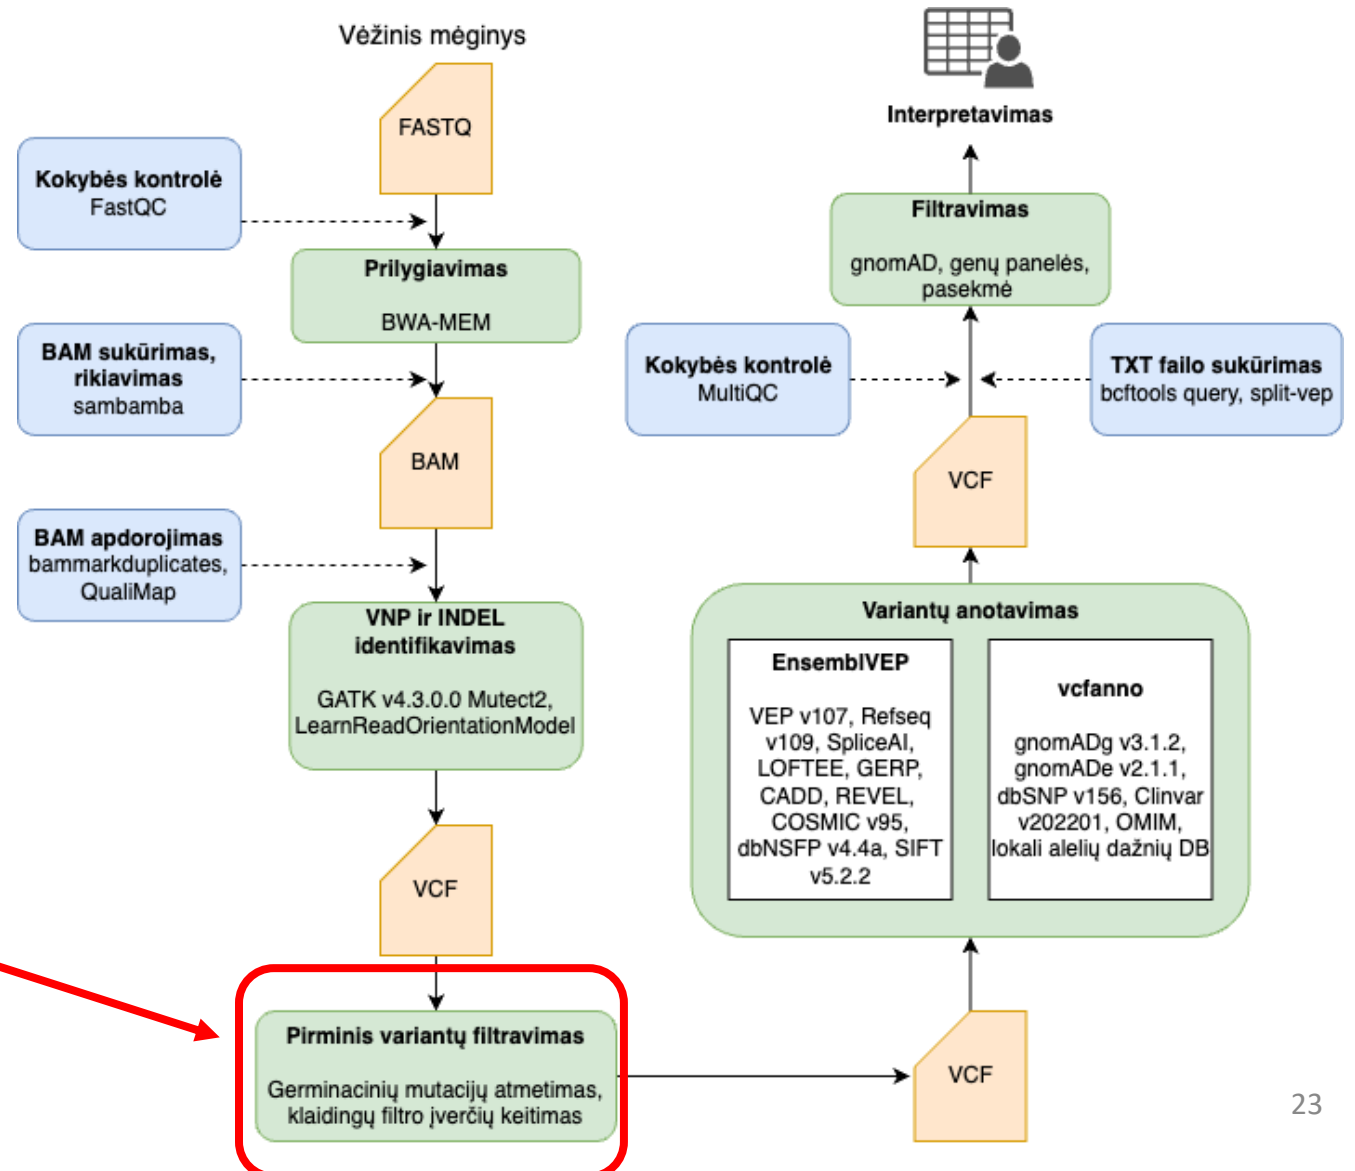 Vėžinis mėginys
FASTQ
Kokybės kontrolė
FastQC
Prilygiavimas
BWA-MEM
BAM sukūrimas,
rikiavimas
sambamba
BAM
BAM apdorojimas
bammarkduplicates,
QualiMap
VNP ir INDEL
identifikavimas
GATK v4.3.0.0 Mutect2,
LearnReadOrientationModel
VCF
Pirminis variantų filtravimas
Germinacinių mutacijų atmetimas,
klaidingų filtro įverčių keitimas
VCF
Variantų anotavimas
EnsemblVEP
VEP v107, Refseq
v109, SpliceAI,
LOFTEE, GERP,
CADD, REVEL,
COSMIC v95,
dbNSFP v4.4a, SIFT
v5.2.2
vcfanno
gnomADg v3.1.2,
gnomADe v2.1.1,
dbSNP v156, Clinvar
v202201, OMIM,
lokali alelių dažnių DB
VCF
Kokybės kontrolė
MultiQC
TXT failo sukūrimas
bcftools query, split-vep
Filtravimas
gnomAD, genų panelės,
pasekmė
Interpretavimas
23